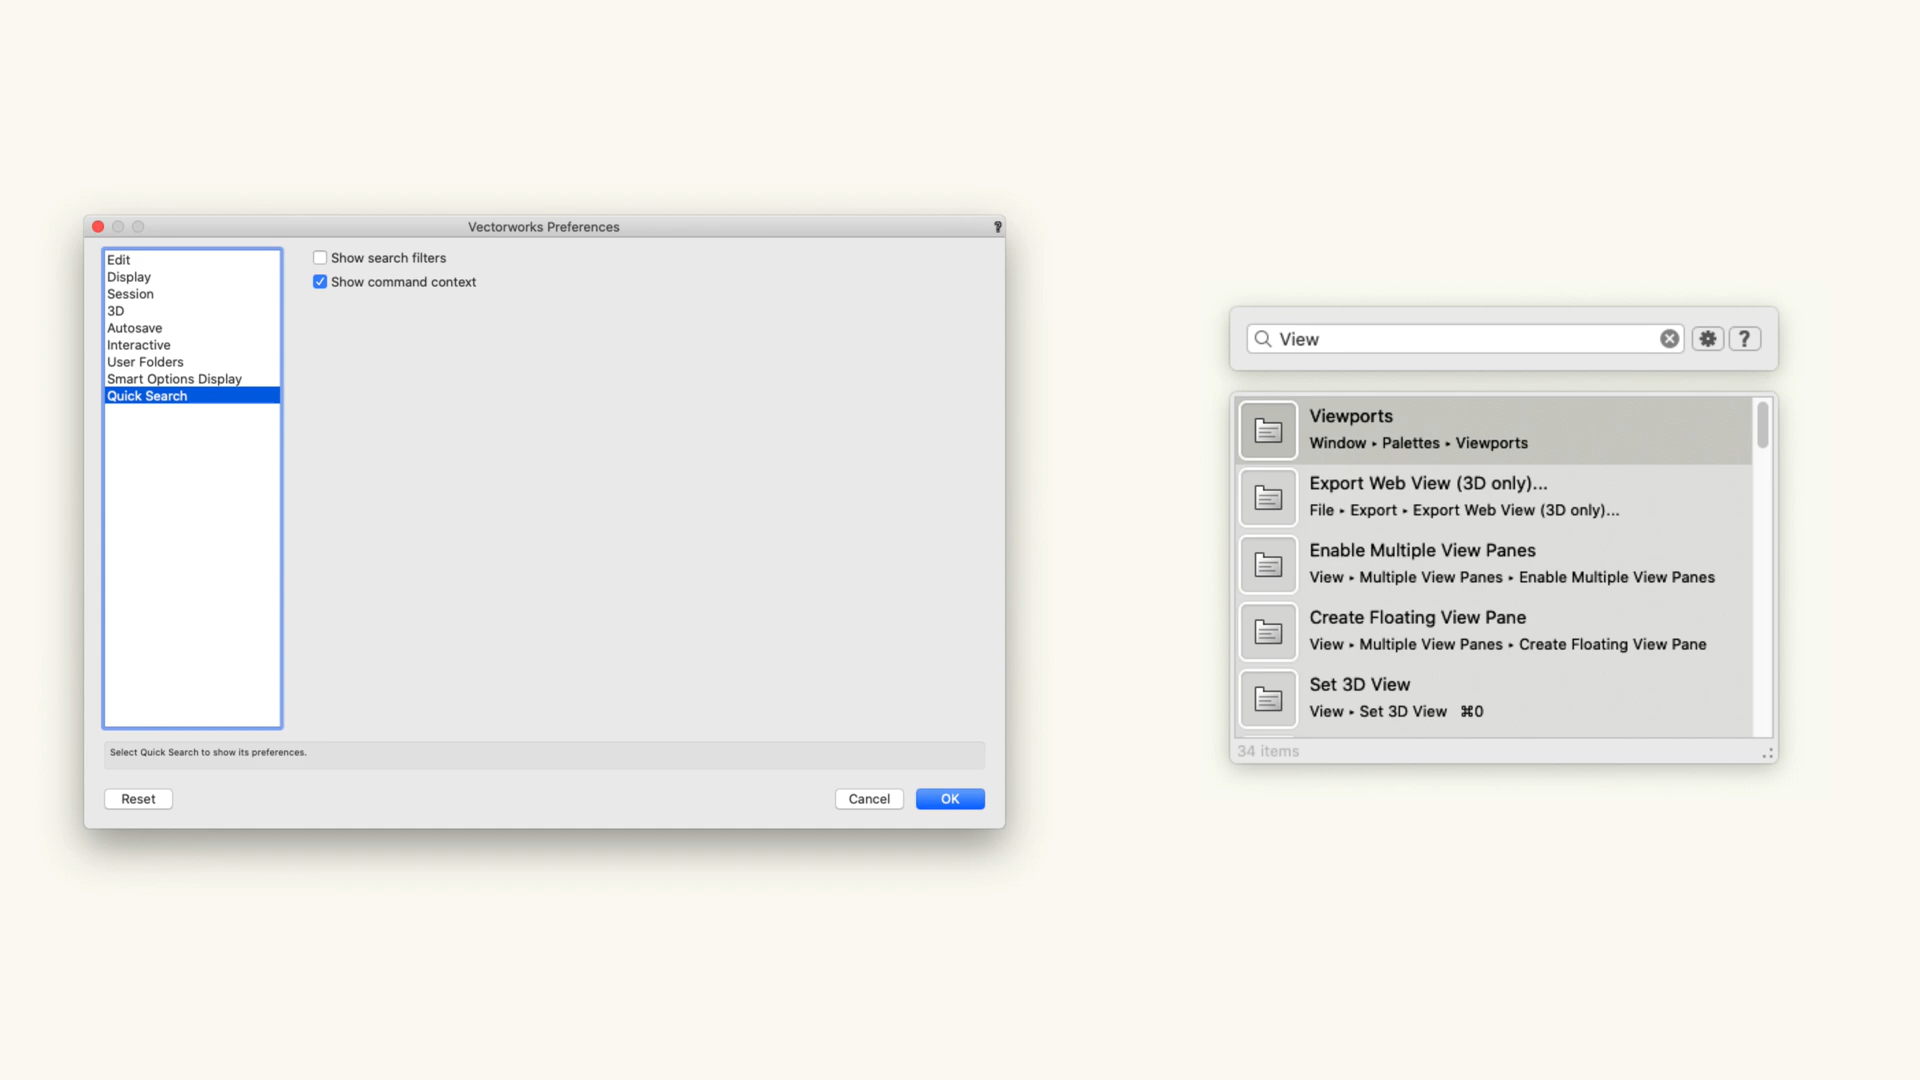 Vectorworks Preferences
?
Edit
Display
Session
3D
Autosave
Interactive
User Folders
Smart Options Display
Quick Search
Show search filters
Show command context
Select Quick Search to show its preferences.
Reset
Cancel
OK
View
?
Viewports
Window ▸ Palettes ▸ Viewports
Export Web View (3D only)...
File ▸ Export ▸ Export Web View (3D only)...
Enable Multiple View Panes
View ▸ Multiple View Panes ▸ Enable Multiple View Panes
Create Floating View Pane
View ▸ Multiple View Panes ▸ Create Floating View Pane
Set 3D View
View ▸ Set 3D View ⌘0
34 items